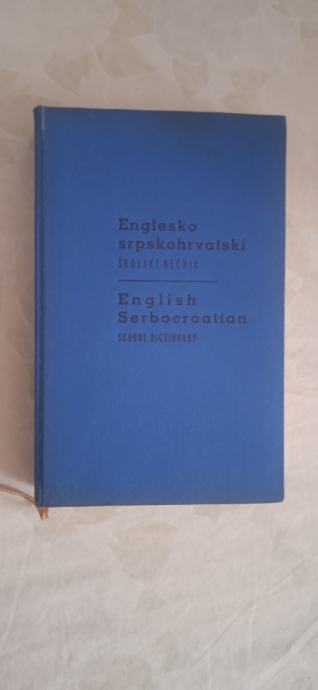 Englesko
srpskohrvatski
ŠKOLSKI REČNIK
English
Serbocroatian
SCHOOL DICTIONARY